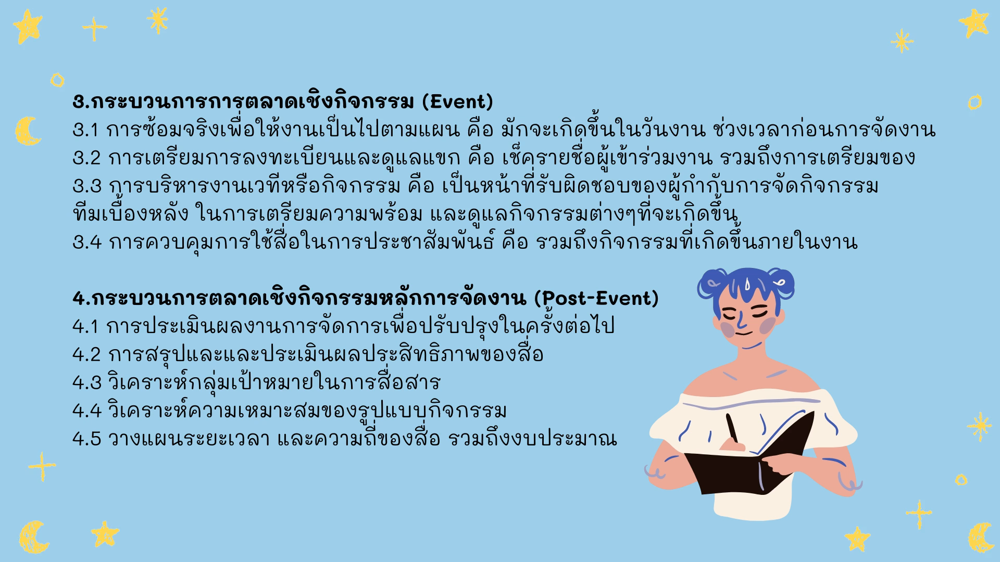 3.กระบวนการการตลาดเชิงกิจกรรม (Event)
3.1 การซ้อมจริงเพื่อให้งานเป็นไปตามแผน คือ มักจะเกิดขึ้นในวันงาน ช่วงเวลาก่อนการจัดงาน
3.2 การเตรียมการลงทะเบียนและดูแลแขก คือ เช็ครายชื่อผู้เข้าร่วมงาน รวมถึงการเตรียมของ
3.3 การบริหารงานเวทีหรือกิจกรรม คือ เป็นหน้าที่รับผิดชอบของผู้กำกับการจัดกิจกรรม
ทีมเบื้องหลัง ในการเตรียมความพร้อม และดูแลกิจกรรมต่างๆที่จะเกิดขึ้น
3.4 การควบคุมการใช้สื่อในการประชาสัมพันธ์ คือ รวมถึงกิจกรรมที่เกิดขึ้นภายในงาน
4.กระบวนการตลาดเชิงกิจกรรมหลักการจัดงาน (Post-Event)
4.1 การประเมินผลงานการจัดการเพื่อปรับปรุงในครั้งต่อไป
4.2 การสรุปและและประเมินผลประสิทธิภาพของสื่อ
4.3 วิเคราะห์กลุ่มเป้าหมายในการสื่อสาร
4.4 วิเคราะห์ความเหมาะสมของรูปแบบกิจกรรม
4.5 วางแผนระยะเวลา และความถี่ของสื่อ รวมถึงงบประมาณ